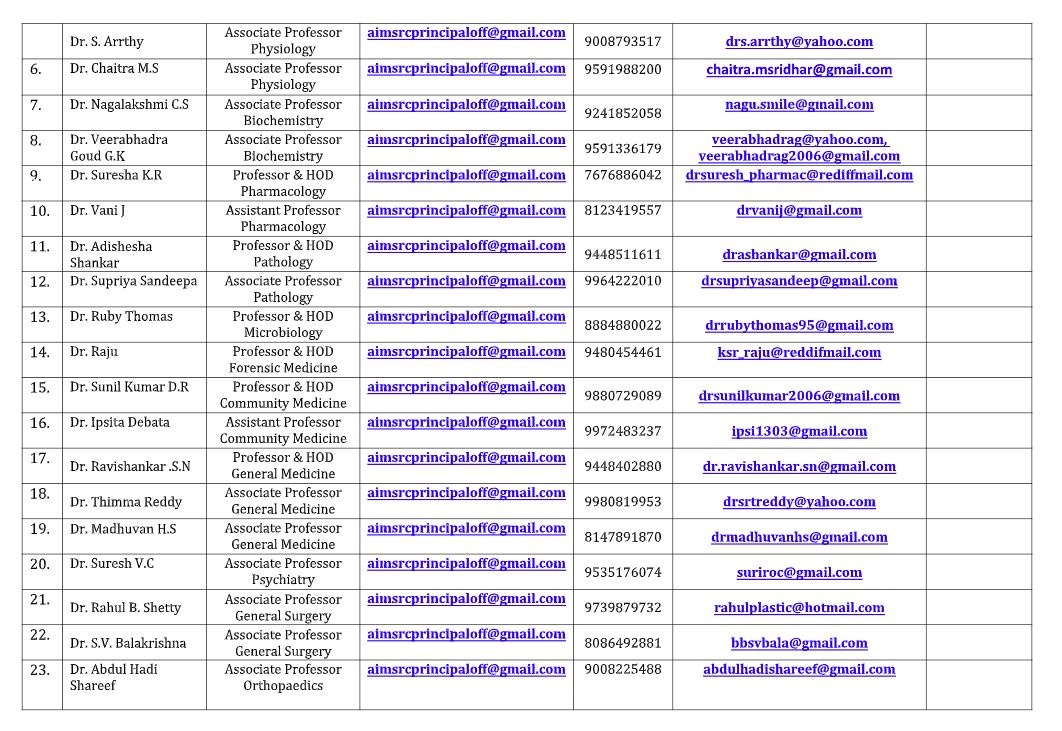 Dr. S. Arrthy Associate Professor Physiology aimsrcprincipaloff@gmail.com 9008793517 drs.arrthy@yahoo.com
6. Dr. Chaitra M.S Associate Professor Physiology aimsrcprincipaloff@gmail.com 9591988200 chaitra.msridhar@gmail.com
7. Dr. Nagalakshmi C.S Associate Professor Biochemistry aimsrcprincipaloff@gmail.com 9241852058 nagu.smile@gmail.com
8. Dr. Veerabhadra Goud G.K Associate Professor Biochemistry aimsrcprincipaloff@gmail.com 9591336179 veerabhadrag@yahoo.com, veerabhadrag2006@gmail.com
9. Dr. Suresha K.R Professor & HOD Pharmacology aimsrcprincipaloff@gmail.com 7676886042 drsuresh_pharmac@rediffmail.com
10. Dr. Vani J Assistant Professor Pharmacology aimsrcprincipaloff@gmail.com 8123419557 drvanij@gmail.com
11. Dr. Adishesha Shankar Professor & HOD Pathology aimsrcprincipaloff@gmail.com 9448511611 drashankar@gmail.com
12. Dr. Supriya Sandeepa Associate Professor Pathology aimsrcprincipaloff@gmail.com 9964222010 drsupriyasandeep@gmail.com
13. Dr. Ruby Thomas Professor & HOD Microbiology aimsrcprincipaloff@gmail.com 8884880022 drrubythomas95@gmail.com
14. Dr. Raju Professor & HOD Forensic Medicine aimsrcprincipaloff@gmail.com 9480454461 ksr_raju@reddifmail.com
15. Dr. Sunil Kumar D.R Professor & HOD Community Medicine aimsrcprincipaloff@gmail.com 9880729089 drsunilkumar2006@gmail.com
16. Dr. Ipsita Debata Assistant Professor Community Medicine aimsrcprincipaloff@gmail.com 9972483237 ipsi1303@gmail.com
17. Dr. Ravishankar .S.N Professor & HOD General Medicine aimsrcprincipaloff@gmail.com 9448402880 dr.ravishankar.sn@gmail.com
18. Dr. Thimma Reddy Associate Professor General Medicine aimsrcprincipaloff@gmail.com 9980819953 drsrtreddy@yahoo.com
19. Dr. Madhuvan H.S Associate Professor General Medicine aimsrcprincipaloff@gmail.com 8147891870 drmadhuvanhs@gmail.com
20. Dr. Suresh V.C Associate Professor Psychiatry aimsrcprincipaloff@gmail.com 9535176074 suriroc@gmail.com
21. Dr. Rahul B. Shetty Associate Professor General Surgery aimsrcprincipaloff@gmail.com 9739879732 rahulplastic@hotmail.com
22. Dr. S.V. Balakrishna Associate Professor General Surgery aimsrcprincipaloff@gmail.com 8086492881 bbsvbala@gmail.com
23. Dr. Abdul Hadi Shareef Associate Professor Orthopaedics aimsrcprincipaloff@gmail.com 9008225488 abdulhadishareef@gmail.com